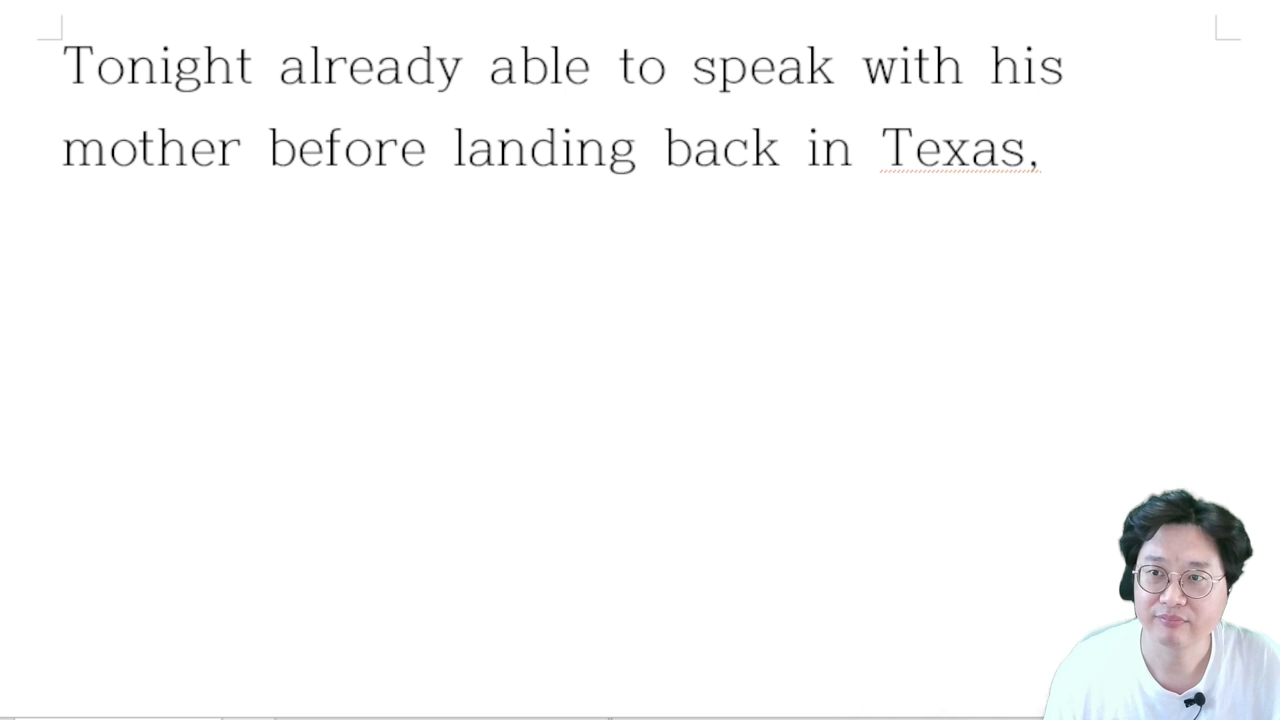 Tonight already able to speak with his
mother before landing back in Texas,